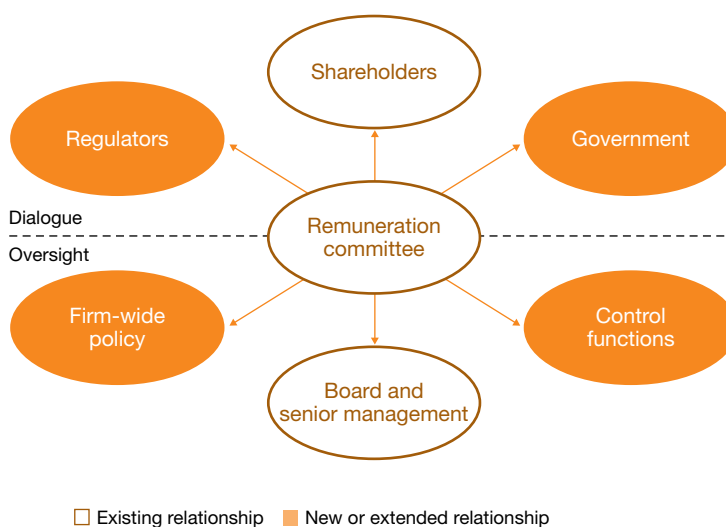 Shareholders
Regulators
Government
Dialogue
Remuneration
committee
Oversight
Firm-wide
policy
Control
functions
Board and
senior management
Existing relationship
New or extended relationship